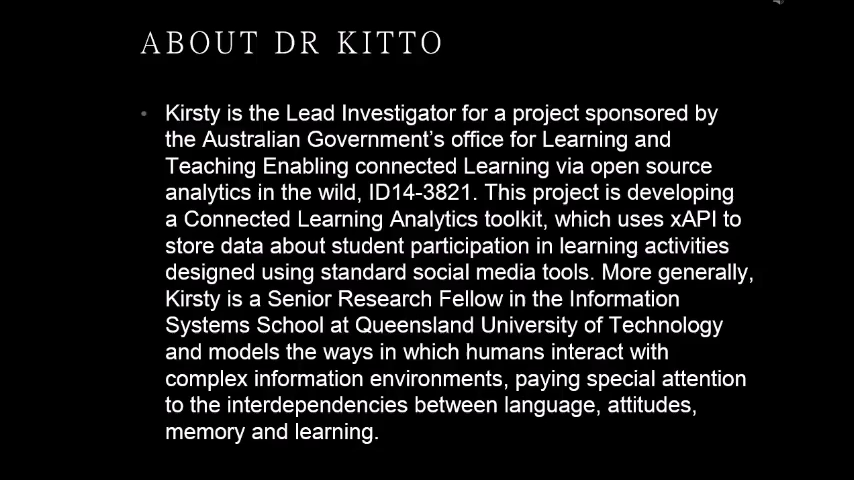 ABOUT DR KITTO
• Kirsty is the Lead Investigator for a project sponsored by
the Australian Government's office for Learning and
Teaching Enabling connected Learning via open source
analytics in the wild, ID14-3821. This project is developing
a Connected Learning Analytics toolkit, which uses xAPI to
store data about student participation in learning activities
designed using standard social media tools. More generally,
Kirsty is a Senior Research Fellow in the Information
Systems School at Queensland University of Technology
and models the ways in which humans interact with
complex information environments, paying special attention
to the interdependencies between language, attitudes,
memory and learning.